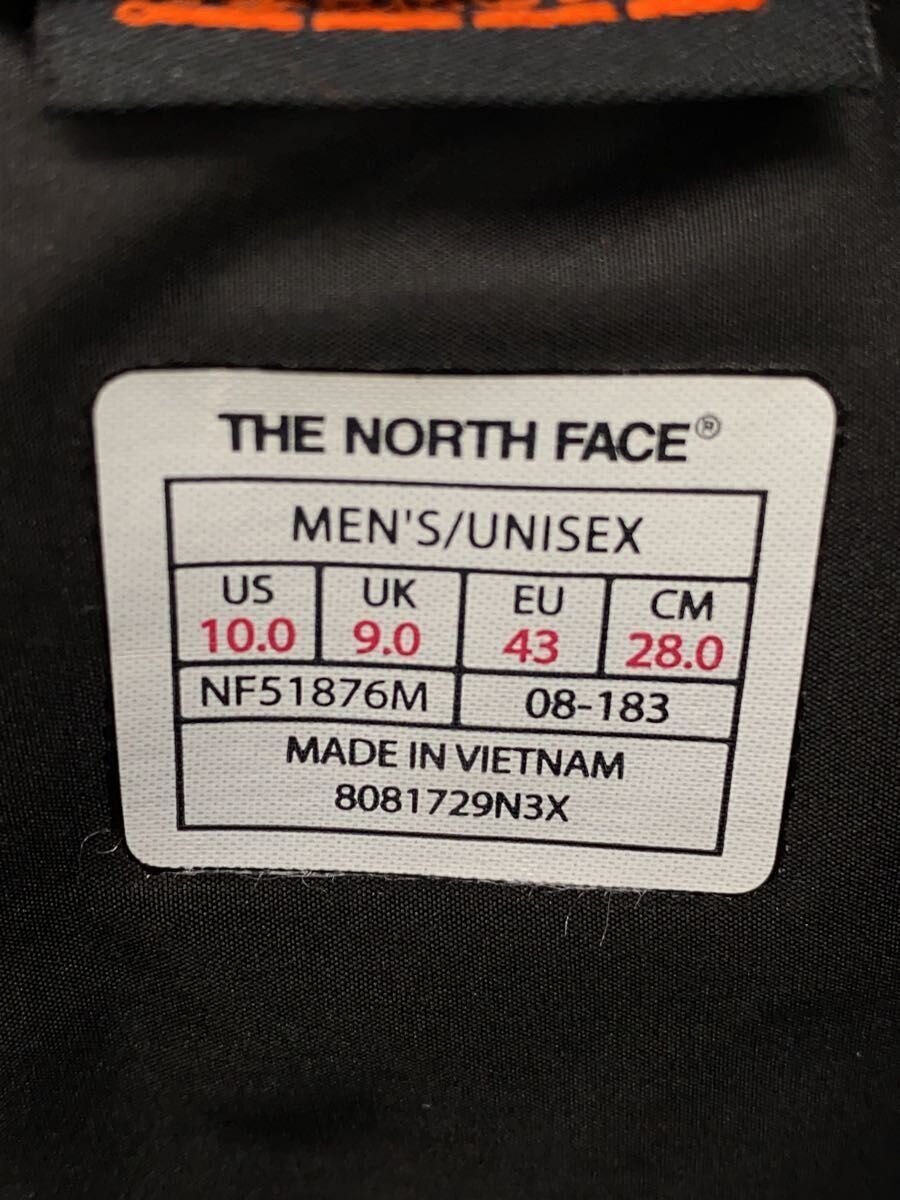 THE NORTH FACE®
MEN'S/UNISEX
US UK EU CM
10.0 9.0 43 28.0
NF51876M 08-183
MADE IN VIETNAM
8081729N3X